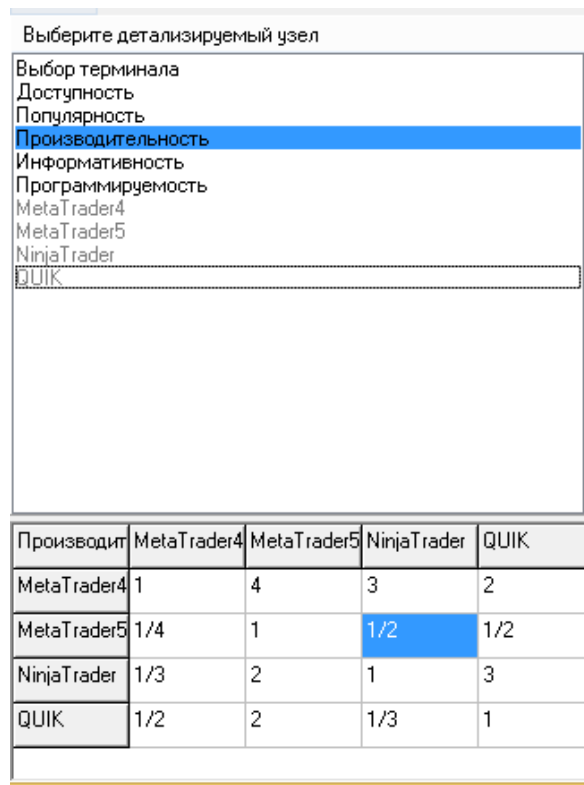 Выберите детализируемый узел
Выбор терминала
Доступность
Популярность
Производительность
Информативность
Программируемость
MetaTrader4
MetaTrader5
NinjaTrader
QUIK
Производит MetaTrader4 MetaTrader5 NinjaTrader QUIK
MetaTrader4 1 4 3 2
MetaTrader5 1/4 1 1/2 1/2
NinjaTrader 1/3 2 1 3
QUIK 1/2 2 1/3 1